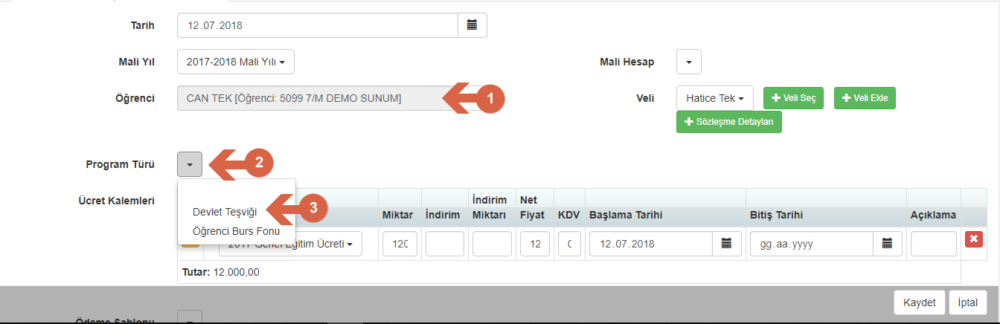 Tarih 12.07.2018
Mali Yıl 2017-2018 Mali Yılı Mali Hesap
Öğrenci CAN TEK [Öğrenci: 5099 7/M DEMO SUNUM] 1 Veli Hatice Tek Veli Seç Veli Ekle
Sözleşme Detayları
Program Türü 2
Ücret Kalemleri
Devlet Teşviği 3
Öğrenci Burs Fonu
Miktar İndirim İndirim Miktarı Net Fiyat KDV Başlama Tarihi Bitiş Tarihi Açıklama
2017 Genel Eğitim Ücreti 120 12 12.07.2018 gg.aa.yyyy
Tutar: 12.000,00
Kaydet İptal
Ödeme Şablonu